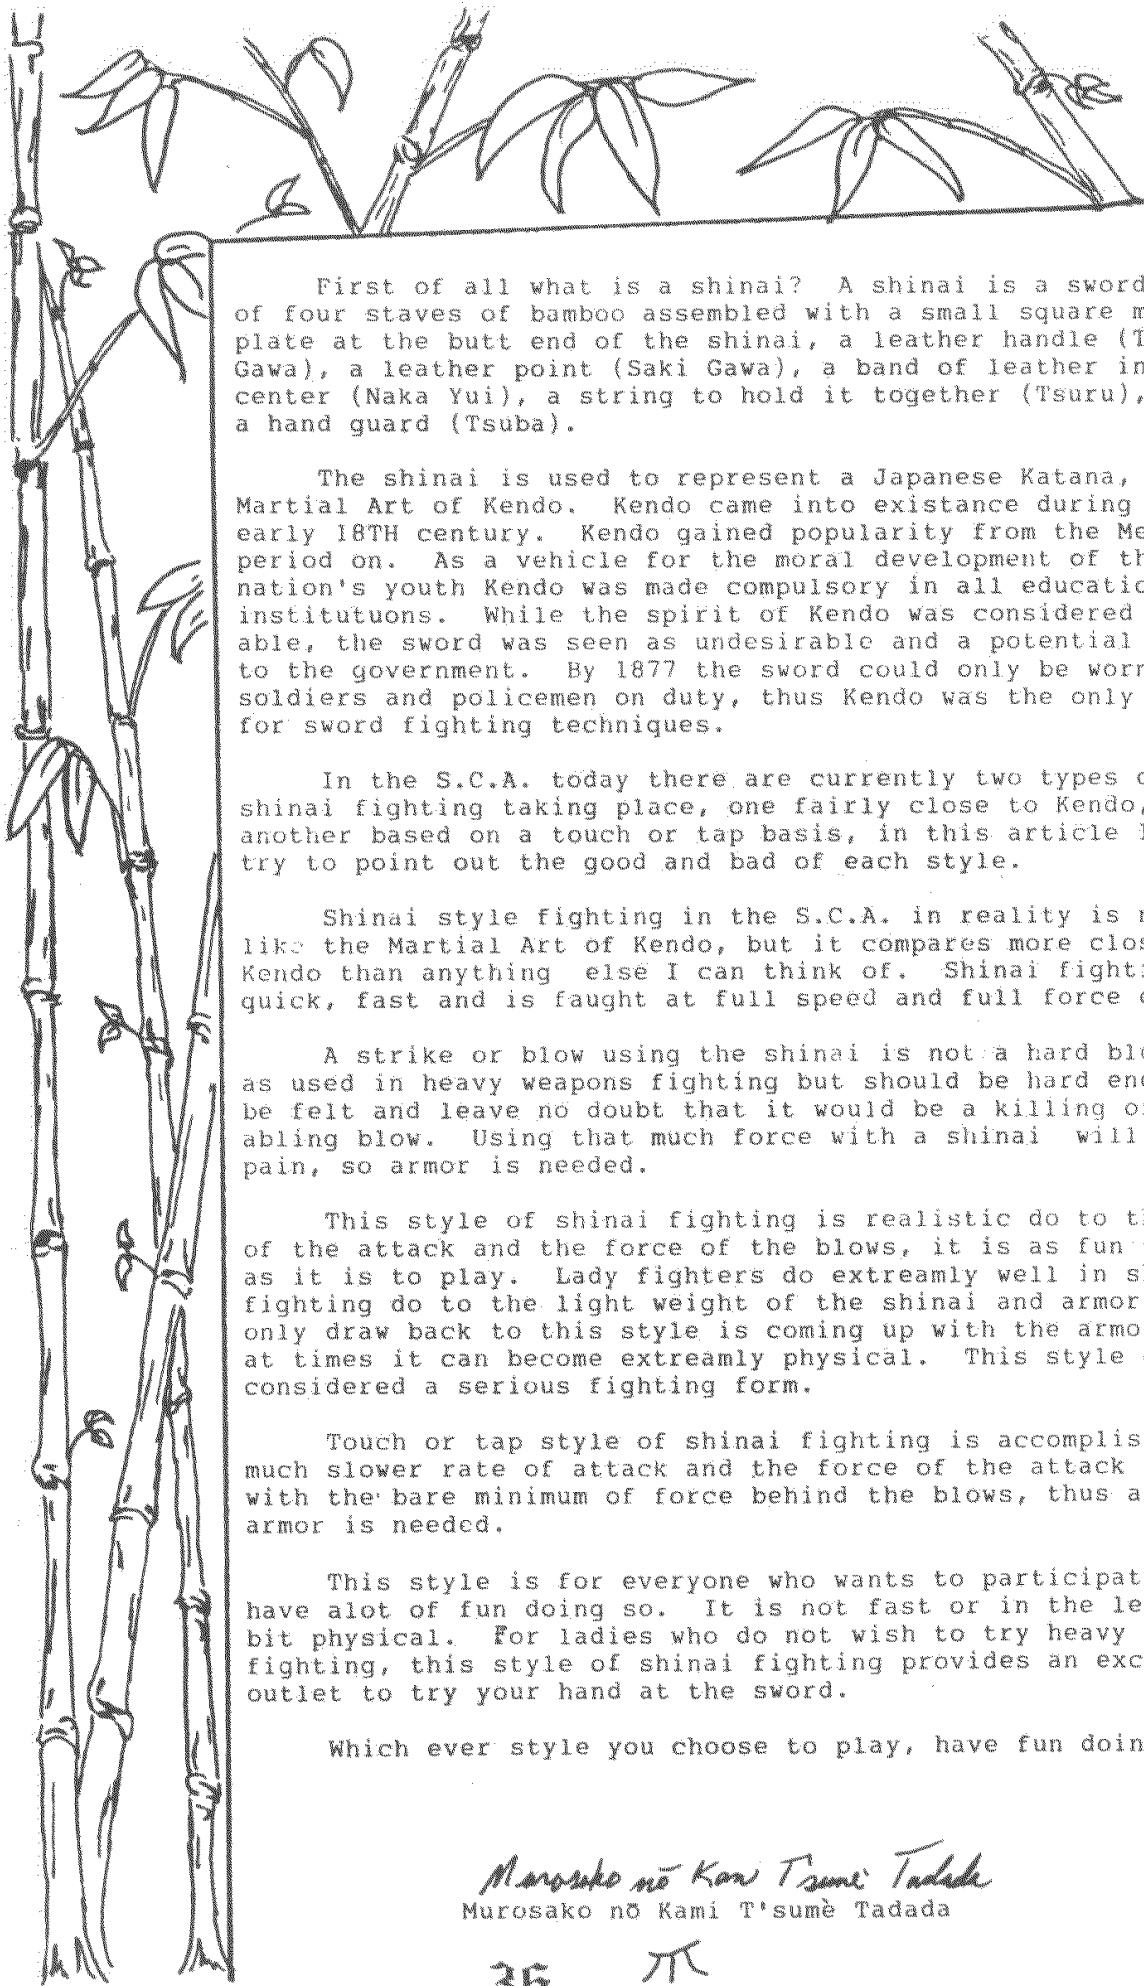 First of all what is a shinai? A shinai is a sword
of four staves of bamboo assembled with a small square
plate at the butt end of the shinai, a leather handle
Gawa), a leather point (Saki Gawa), a band of leather in
center (Naka Yui), a string to hold it together (Tsuru),
a hand guard (Tsuba).
The shinai is used to represent a Japanese Katana,
Martial Art of Kendo. Kendo came into existance during
early 18TH century. Kendo gained popularity from the
period on. As a vehicle for the moral development of
nation's youth Kendo was made compulsory in all
institutuons. While the spirit of Kendo was considered
able, the sword was seen as undesirable and a potential
to the government. By 1877 the sword could only be worn
soldiers and policemen on duty, thus Kendo was the only
for sword fighting techniques.
In the S.C.A. today there are currently two types
shinai fighting taking place, one fairly close to Kendo,
another based on a touch or tap basis, in this article
try to point out the good and bad of each style.
Shinai style fighting in the S.C.A. in reality is
like the Martial Art of Kendo, but it compares more
Kendo than anything else I can think of. Shinai
quick, fast and is faught at full speed and full force
A strike or blow using the shinai is not a hard
as used in heavy weapons fighting but should be hard
be felt and leave no doubt that it would be a killing
abling blow. Using that much force with a shinai will
pain, so armor is needed.
This style of shinai fighting is realistic do to
of the attack and the force of the blows, it is as fun
as it is to play. Lady fighters do extreamly well in
fighting do to the light weight of the shinai and armor
only draw back to this style is coming up with the
at times it can become extreamly physical. This style
considered a serious fighting form.
Touch or tap style of shinai fighting is
much slower rate of attack and the force of the attack
with the bare minimum of force behind the blows, thus a
armor is needed.
This style is for everyone who wants to
have alot of fun doing so. It is not fast or in the
bit physical. For ladies who do not wish to try heavy
fighting, this style of shinai fighting provides an
outlet to try your hand at the sword.
Which ever style you choose to play, have fun
Murosako nō Kami T'sumè Tadada
Murosako nō Kami T'sumè Tadada
36